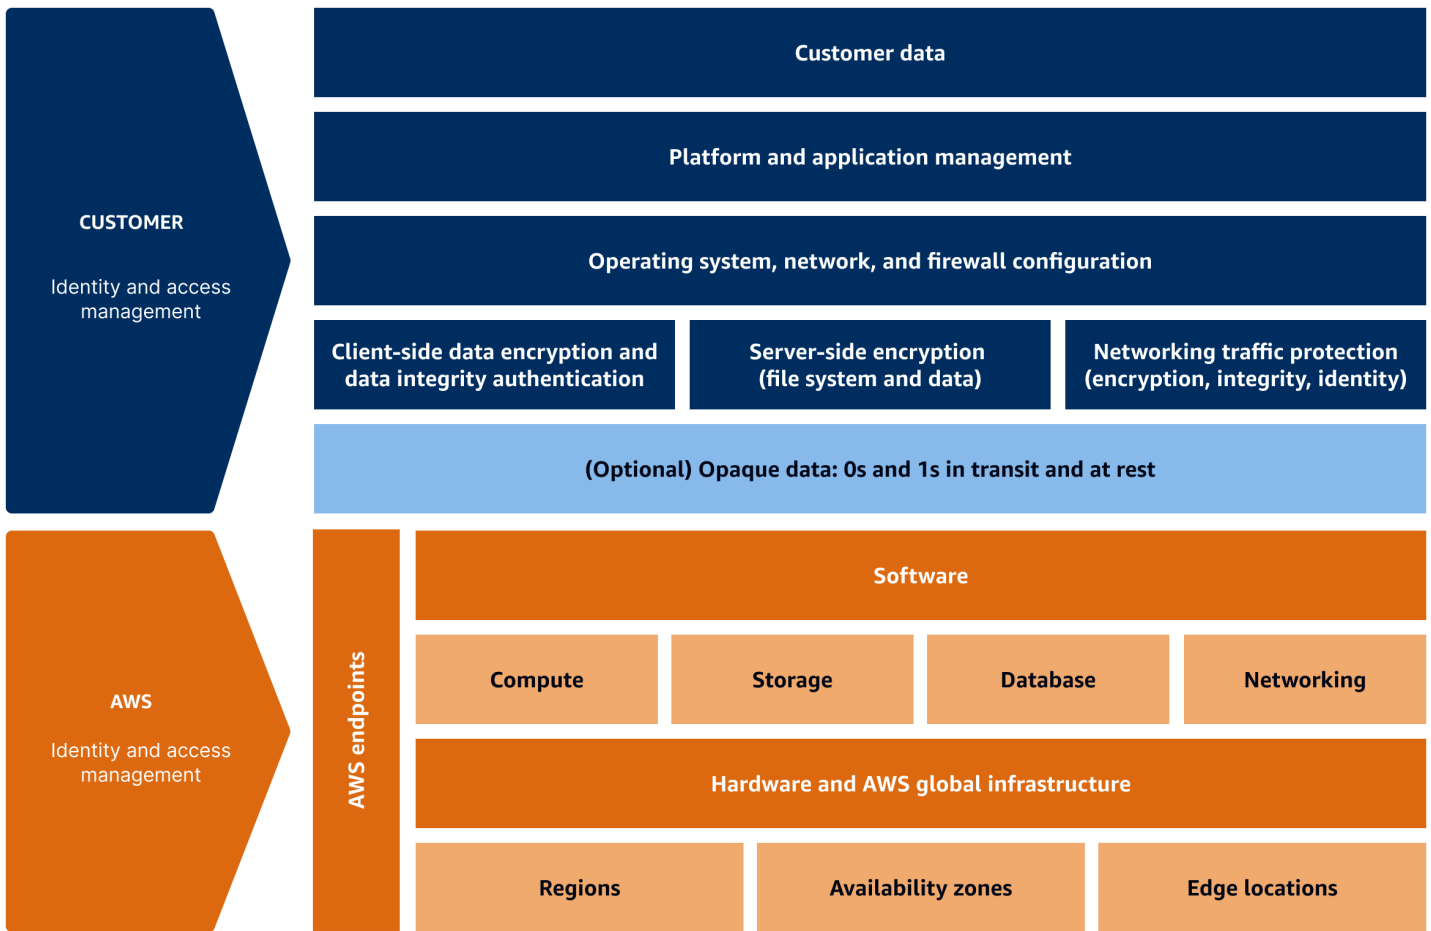 CUSTOMER
Identity and access
management
Customer data
Platform and application management
Operating system, network, and firewall configuration
Client-side data encryption and
data integrity authentication
Server-side encryption
(file system and data)
Networking traffic protection
(encryption, integrity, identity)
(Optional) Opaque data: 0s and 1s in transit and at rest
AWS
Identity and access
management
AWS endpoints
Software
Compute
Storage
Database
Networking
Hardware and AWS global infrastructure
Regions
Availability zones
Edge locations